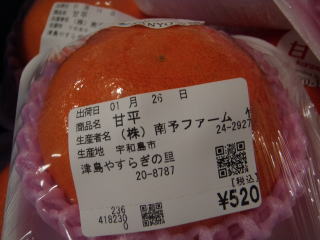 出荷日 01 月 26 日
商品名 甘平
生産者名 (株) 南予ファーム 竹
生産地 宇和島市 24-2927
津島やすらぎの里
20-8787
[税込]
¥520
236
418230
0